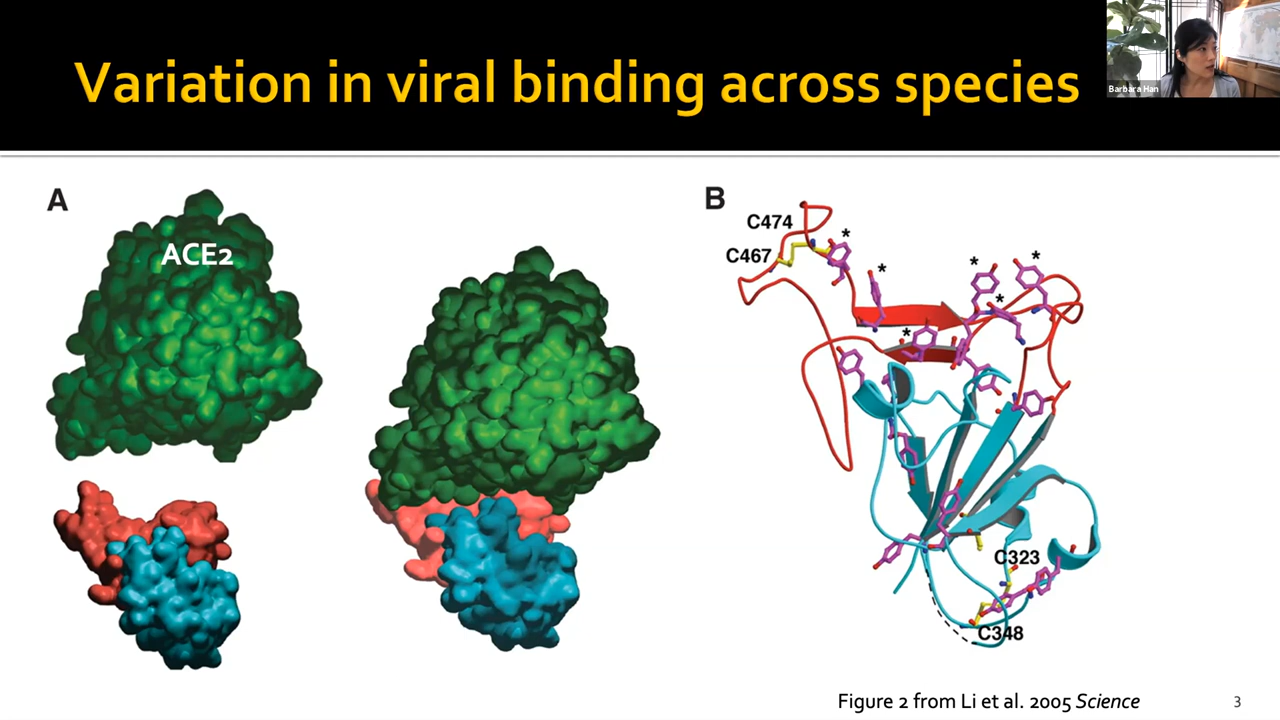 Variation in viral binding across species
Barbara Han
A
ACE2
B
C474
*
C467
*
*
*
*
*
C323
C348
Figure 2 from Li et al. 2005 Science
3